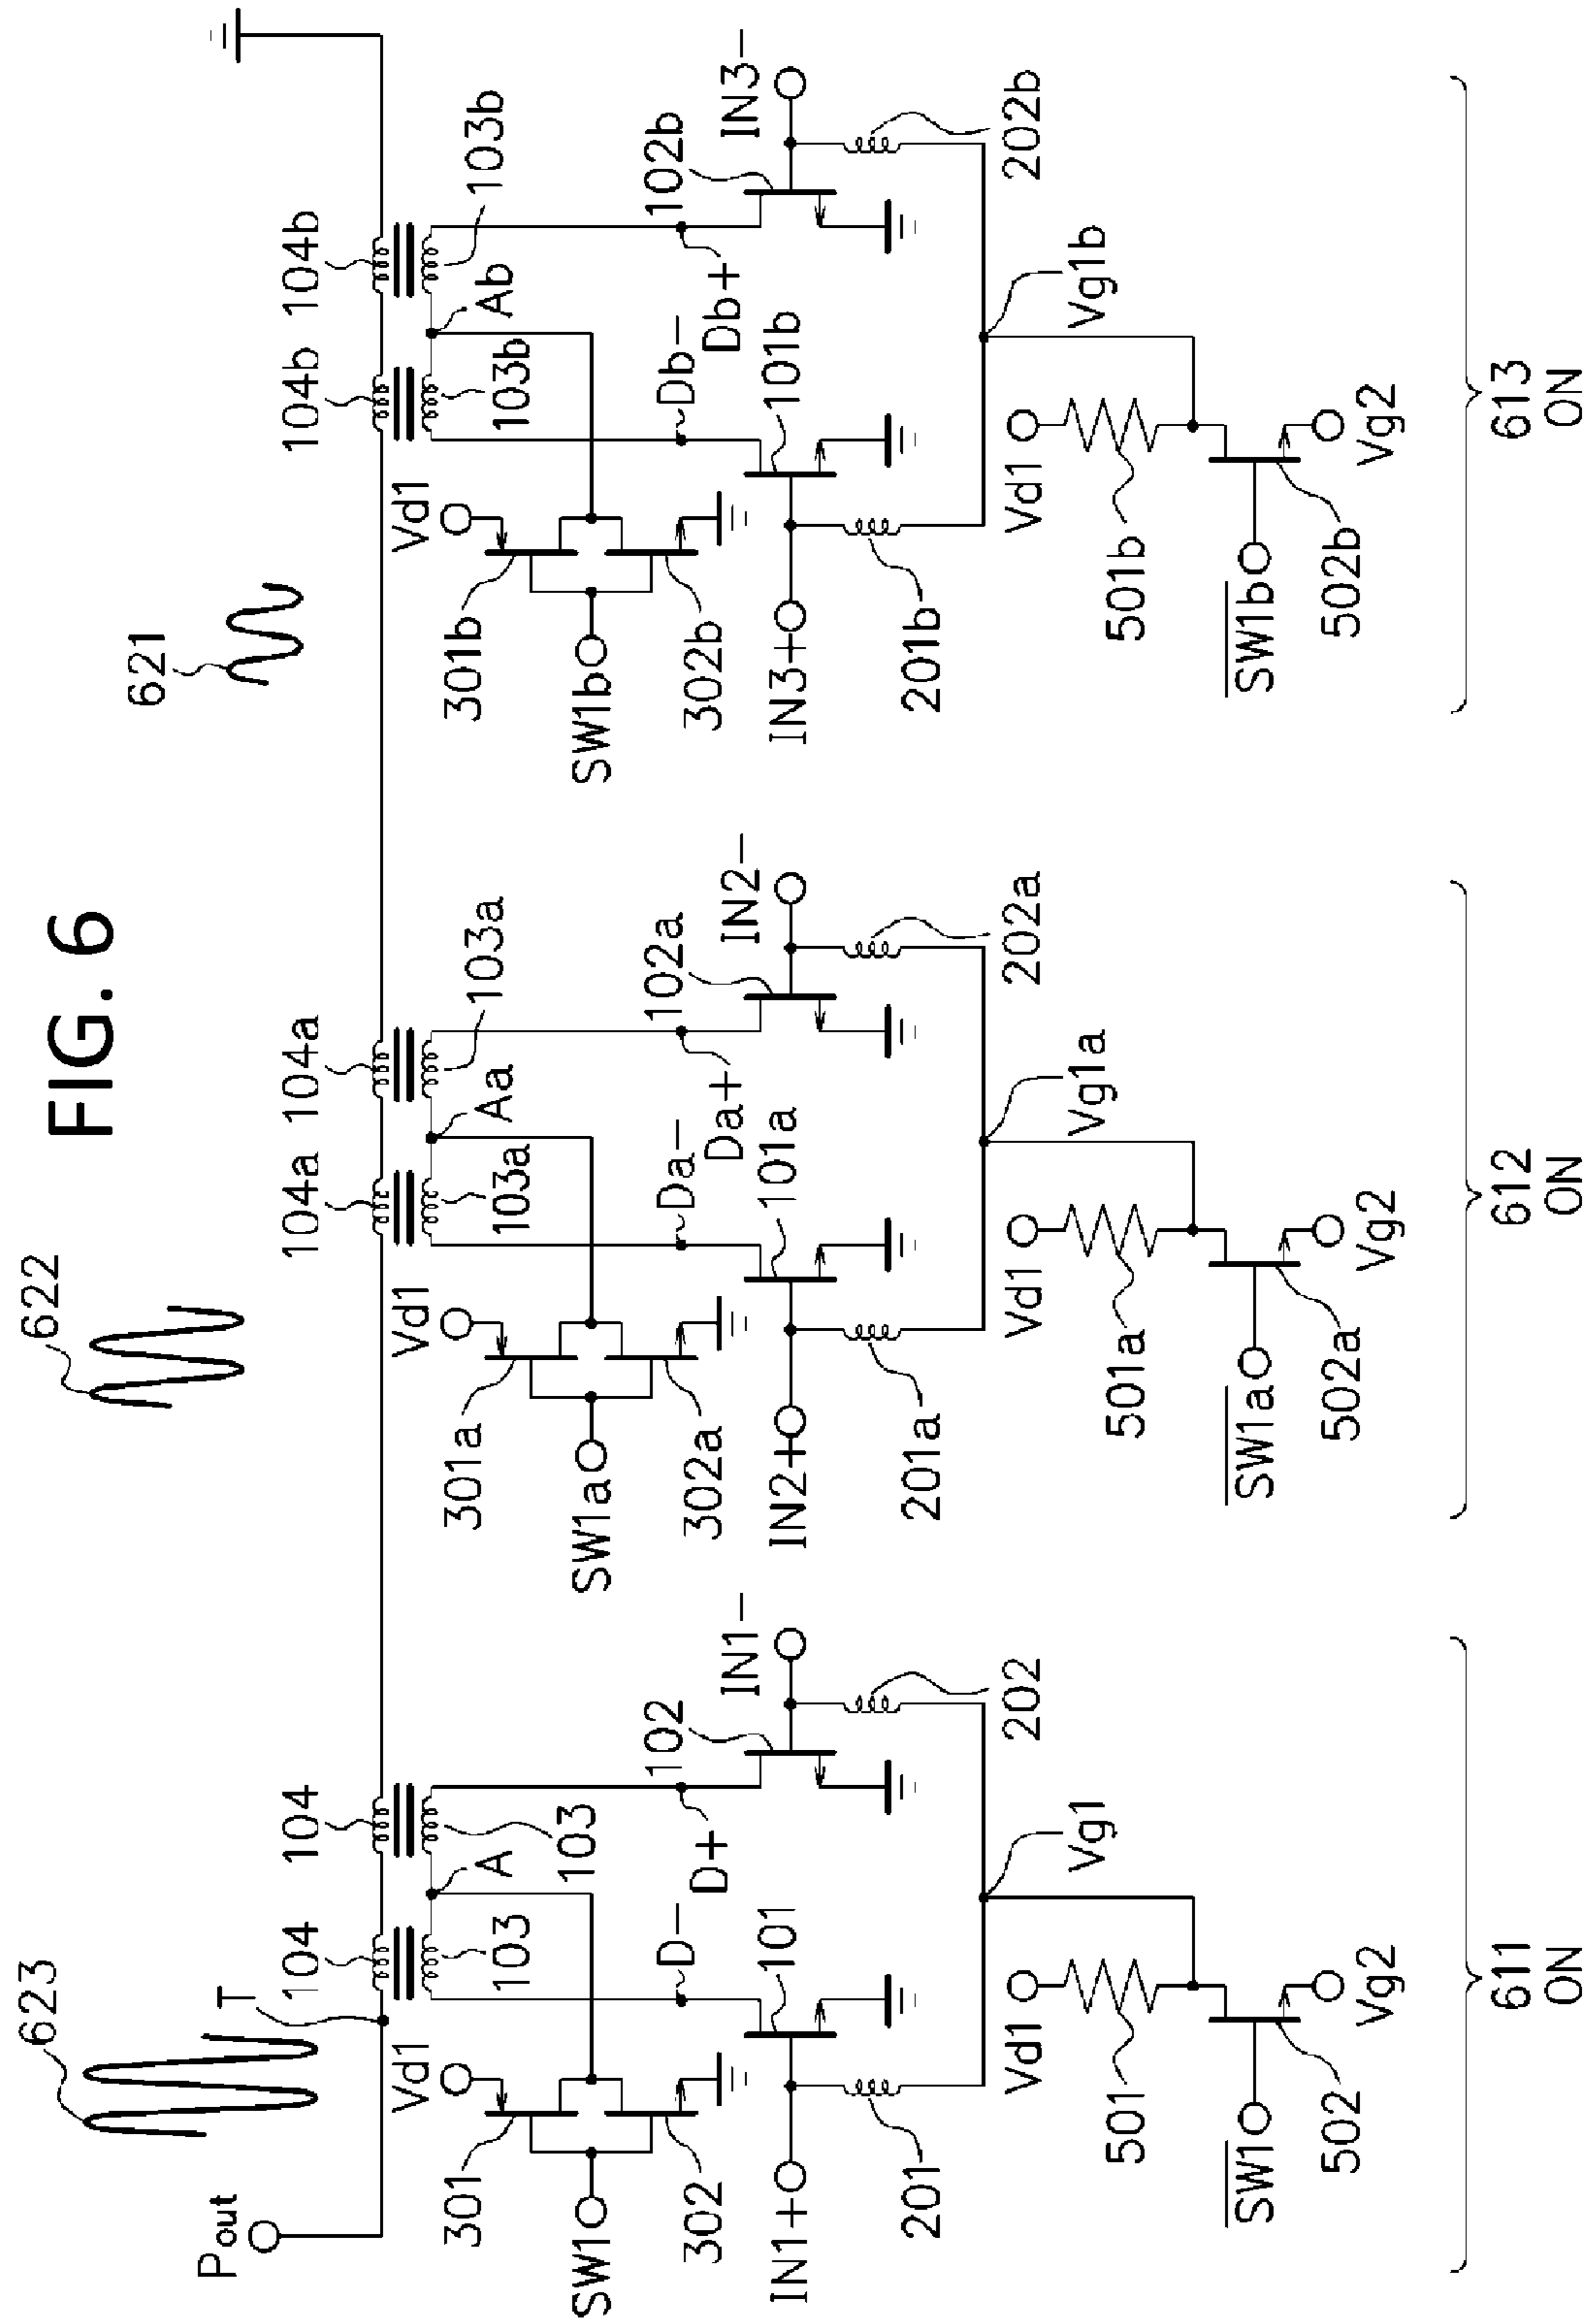 FIG. 6
623
622
621
Pout
T
104
104
104a
104a
104b
104b
Vd1
A
103
103
Vd1
Aa
103a
103a
Vd1
Ab
103b
103b
301
SW1
302
D-
D+
102
IN1-
301a
SW1a
302a
Da-
Da+
102a
IN2-
301b
SW1b
302b
Db-
Db+
102b
IN3-
IN1+
101
IN2+
101a
IN3+
101b
201
202
201a
202a
201b
202b
Vd1
Vg1
Vd1
Vg1a
Vd1
Vg1b
501
501a
501b
SW1
502
Vg2
SW1a
502a
Vg2
SW1b
502b
Vg2
611
ON
612
ON
613
ON